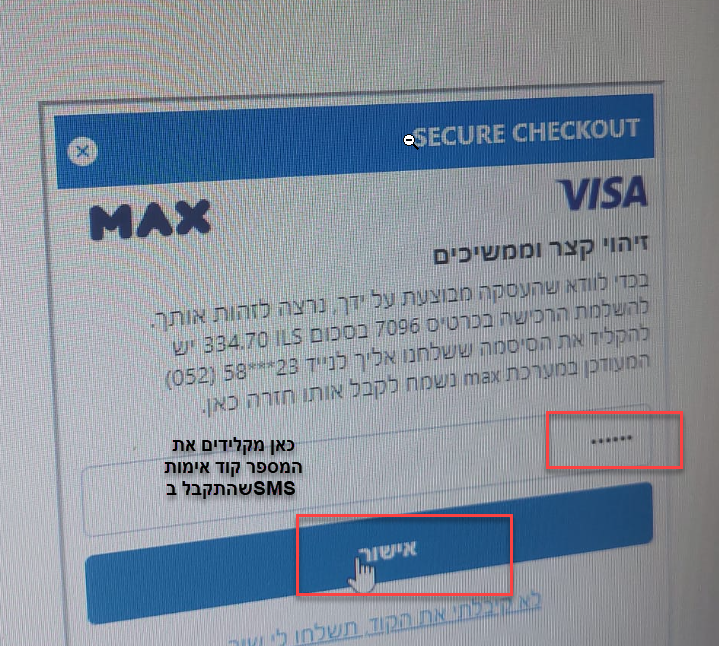 SECURE CHECKOUT
MAX
VISA
זיהוי קצר וממשיכים
בכדי לוודא שהעסקה מבוצעת על ידך, נרצה לזהות אותך.
להשלמת הרכישה בכרטיס 7096 בסכום 334.70 ILS יש
להקליד את הסיסמה ששלחנו אליך לנייד 23***58 (052)
המעודכן במערכת max נשמח לקבל אותו חזרה כאן.
••••••
כאן מקלידים את
המספר קוד אימות
שהתקבל בSMS
אישור
לא קיבלתי את הקוד, תשלחו לי שוב